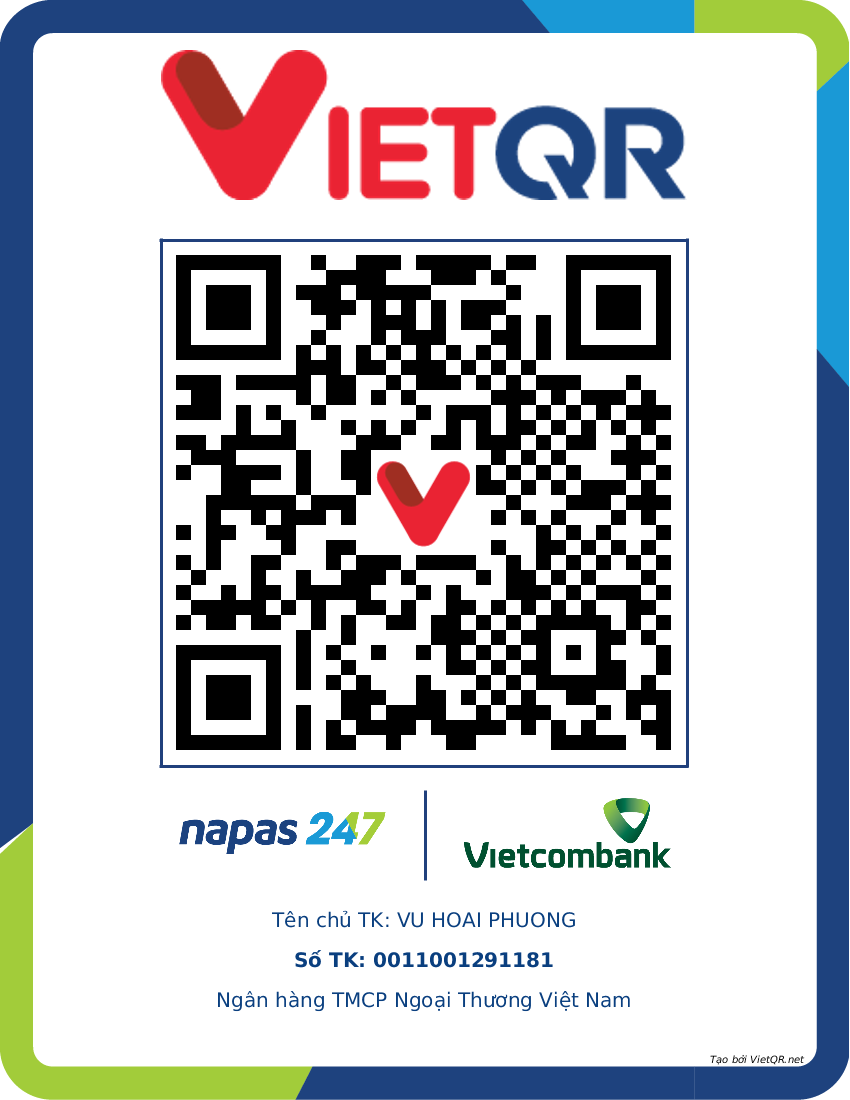 VIETQR
napas 247
Vietcombank
Tên chủ TK: VU HOAI PHUONG
Số TK: 0011001291181
Ngân hàng TMCP Ngoại Thương Việt Nam
Tạo bởi VietQR.net